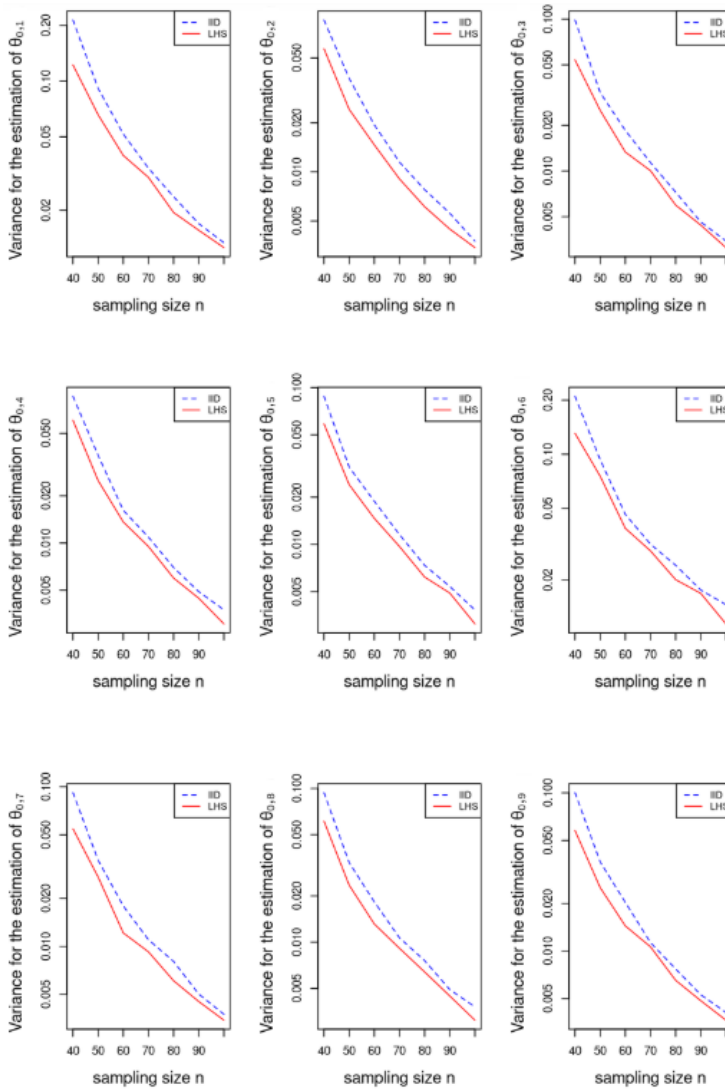 Variance for the estimation of θ0,1
0.20
0.10
0.05
0.02
IID
LHS
40 50 60 70 80 90
sampling size n
Variance for the estimation of θ0,2
0.050
0.020
0.010
0.005
IID
LHS
40 50 60 70 80 90
sampling size n
Variance for the estimation of θ0,3
0.100
0.050
0.020
0.010
0.005
IID
LHS
40 50 60 70 80 90
sampling size n
Variance for the estimation of θ0,4
0.050
0.020
0.010
0.005
IID
LHS
40 50 60 70 80 90
sampling size n
Variance for the estimation of θ0,5
0.100
0.050
0.020
0.010
0.005
IID
LHS
40 50 60 70 80 90
sampling size n
Variance for the estimation of θ0,6
0.20
0.10
0.05
0.02
IID
LHS
40 50 60 70 80 90
sampling size n
Variance for the estimation of θ0,7
0.100
0.050
0.020
0.010
0.005
IID
LHS
40 50 60 70 80 90
sampling size n
Variance for the estimation of θ0,8
0.100
0.050
0.020
0.010
0.005
IID
LHS
40 50 60 70 80 90
sampling size n
Variance for the estimation of θ0,9
0.100
0.050
0.020
0.010
0.005
IID
LHS
40 50 60 70 80 90
sampling size n